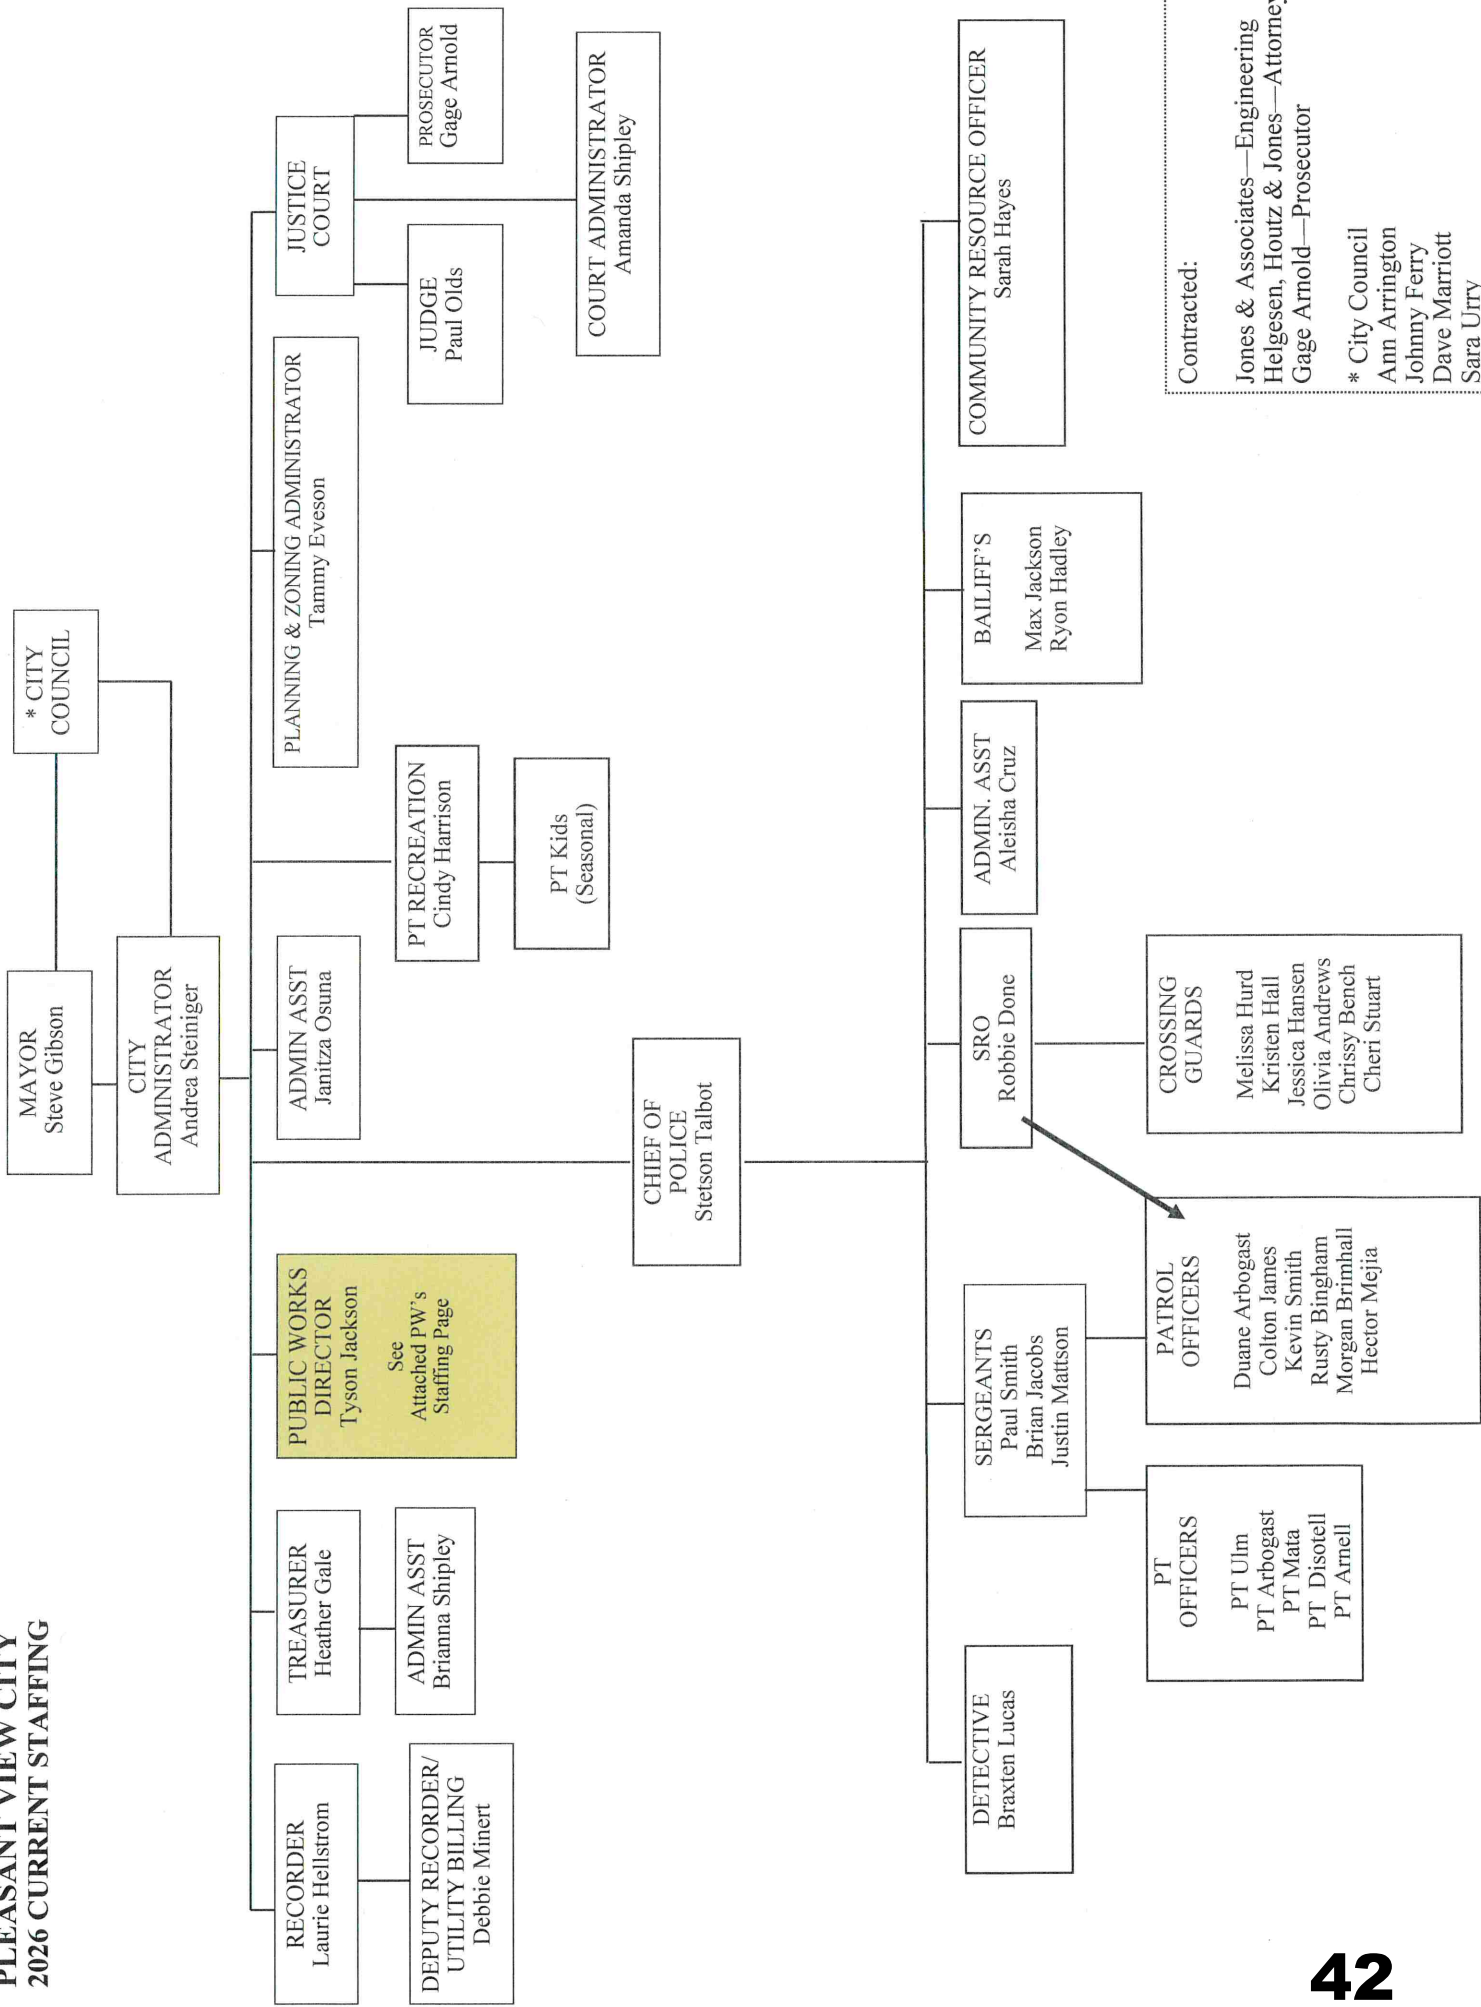 PLEASANT VIEW CITY
2026 CURRENT STAFFING
MAYOR
Steve Gibson
* CITY
COUNCIL
CITY
ADMINISTRATOR
Andrea Steiniger
RECORDER
Laurie Hellstrom
DEPUTY RECORDER/
UTILITY BILLING
Debbie Minert
TREASURER
Heather Gale
ADMIN ASST
Brianna Shipley
PUBLIC WORKS
DIRECTOR
Tyson Jackson
See
Attached PW's
Staffing Page
ADMIN ASST
Janitza Osuna
PT RECREATION
Cindy Harrison
PT Kids
(Seasonal)
PLANNING & ZONING ADMINISTRATOR
Tammy Eveson
JUSTICE
COURT
JUDGE
Paul Olds
PROSECUTOR
Gage Arnold
COURT ADMINISTRATOR
Amanda Shipley
CHIEF OF
POLICE
Stetson Talbot
DETECTIVE
Braxten Lucas
SERGEANTS
Paul Smith
Brian Jacobs
Justin Mattson
PT
OFFICERS
PT Ulm
PT Arbogast
PT Mata
PT Disotell
PT Arnell
PATROL
OFFICERS
Duane Arbogast
Colton James
Kevin Smith
Rusty Bingham
Morgan Brimhall
Hector Mejia
SRO
Robbie Done
CROSSING
GUARDS
Melissa Hurd
Kristen Hall
Jessica Hansen
Olivia Andrews
Chrissy Bench
Cheri Stuart
ADMIN. ASST
Aleisha Cruz
BAILIFF'S
Max Jackson
Ryon Hadley
COMMUNITY RESOURCE OFFICER
Sarah Hayes
Contracted:
Jones & Associates—Engineering
Helgesen, Houtz & Jones—Attorney
Gage Arnold—Prosecutor
* City Council
Ann Arrington
Johnny Ferry
Dave Marriott
Sara Urry
42